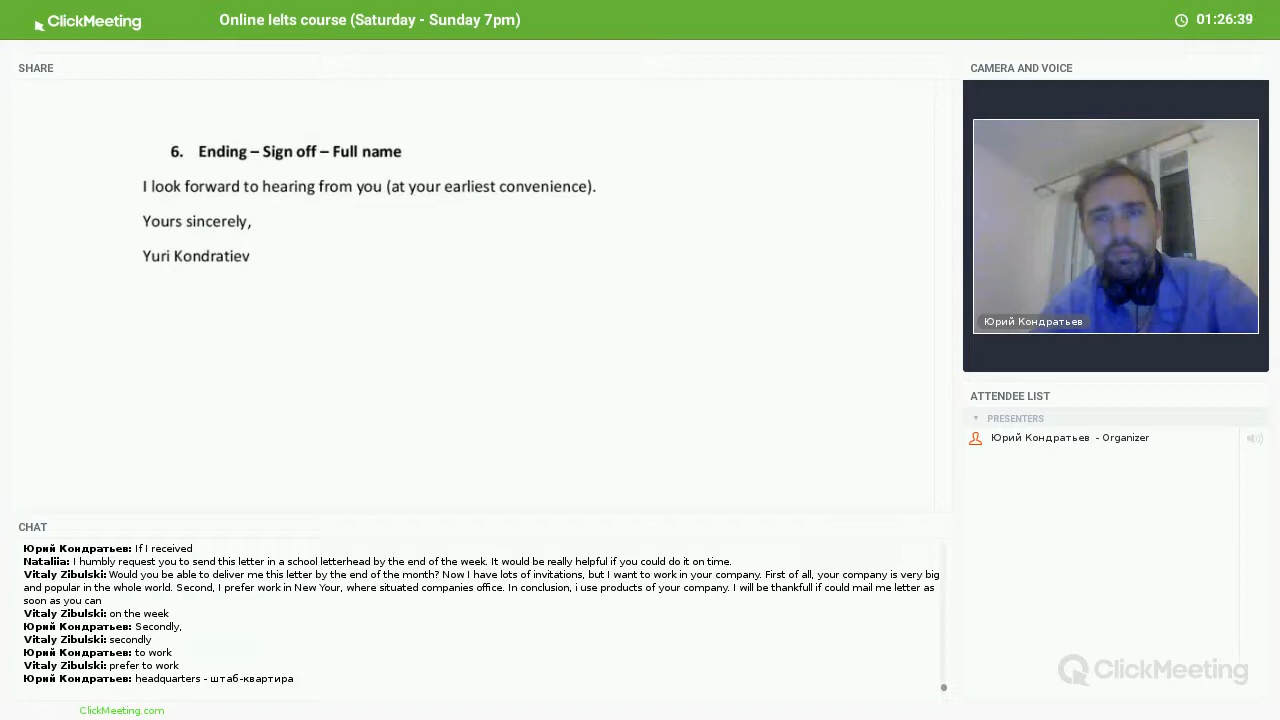 ClickMeeting
Online Ielts course (Saturday - Sunday 7pm)
01:26:39
SHARE
6. Ending – Sign off – Full name
I look forward to hearing from you (at your earliest convenience).
Yours sincerely,
Yuri Kondratiev
CAMERA AND VOICE
Юрий Кондратьев
ATTENDEE LIST
PRESENTERS
Юрий Кондратьев - Organizer
CHAT
Юрий Кондратьев: If I received
Nataliia: I humbly request you to send this letter in a school letterhead by the end of the week. It would be really helpful if you could do it on time.
Vitaly Zibulski: Would you be able to deliver me this letter by the end of the month? Now I have lots of invitations, but I want to work in your company. First of all, your company is very big
and popular in the whole world. Second, I prefer work in New Your, where situated companies office. In conclusion, i use products of your company. I will be thankfull if could mail me letter as
soon as you can
Vitaly Zibulski: on the week
Юрий Кондратьев: Secondly,
Vitaly Zibulski: secondly
Юрий Кондратьев: to work
Vitaly Zibulski: prefer to work
Юрий Кондратьев: headquarters - штаб-квартира
ClickMeeting
ClickMeeting.com